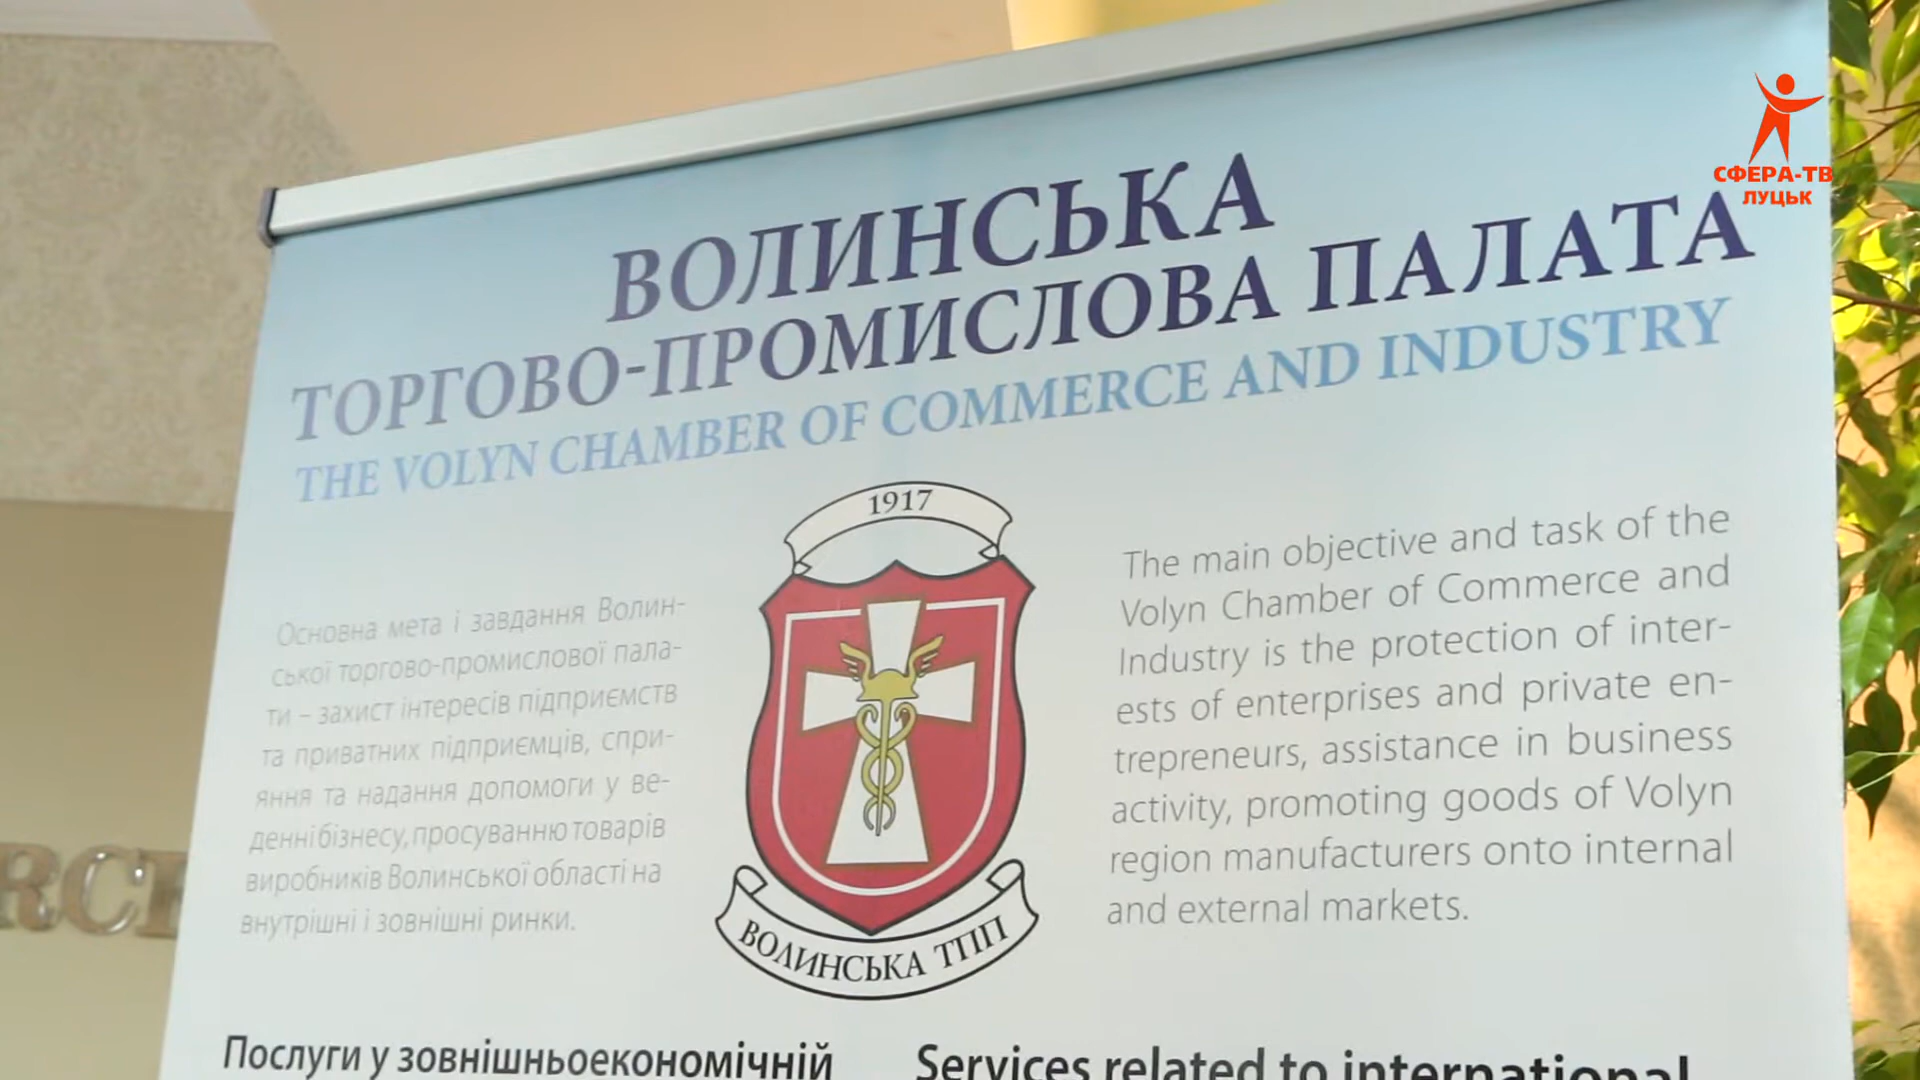 СФЕРА-ТВ
ЛУЦЬК
ВОЛИНСЬКА
ТОРГОВО-ПРОМИСЛОВА ПАЛАТА
THE VOLYN CHAMBER OF COMMERCE AND INDUSTRY
1917
Основна мета і завдання Волин-
ської торгово-промислової пала-
ти – захист інтересів підприємств
та приватних підприємців, спри-
яння та надання допомоги у ве-
денні бізнесу, просуванню товарів
виробників Волинської області на
внутрішні і зовнішні ринки.
The main objective and task of the
Volyn Chamber of Commerce and
Industry is the protection of inter-
ests of enterprises and private en-
trepreneurs, assistance in business
activity, promoting goods of Volyn
region manufacturers onto internal
and external markets.
ВОЛИНСЬКА ТПП
Послуги у зовнішньоекономічній
Services related to international